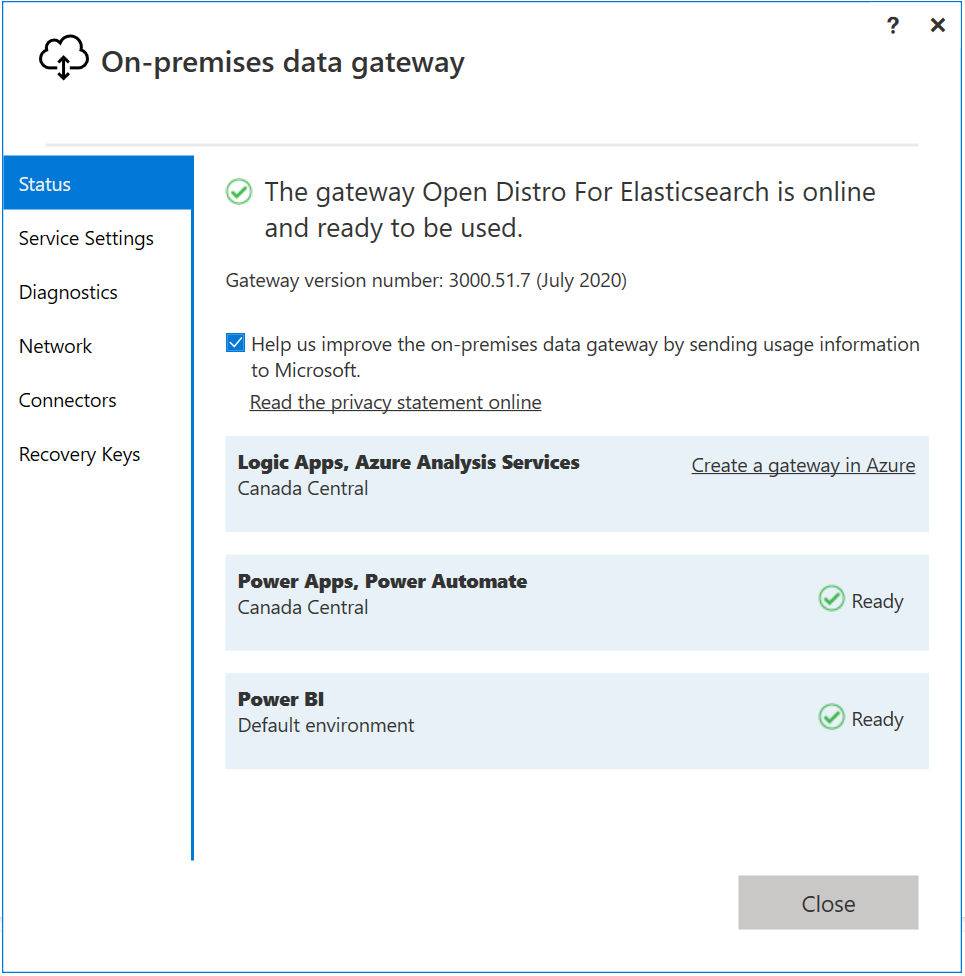 ?
On-premises data gateway
Status
Service Settings
Diagnostics
Network
Connectors
Recovery Keys
The gateway Open Distro For Elasticsearch is online
and ready to be used.
Gateway version number: 3000.51.7 (July 2020)
Help us improve the on-premises data gateway by sending usage information
to Microsoft.
Read the privacy statement online
Logic Apps, Azure Analysis Services
Create a gateway in Azure
Canada Central
Power Apps, Power Automate
Canada Central
Ready
Power BI
Default environment
Ready
Close